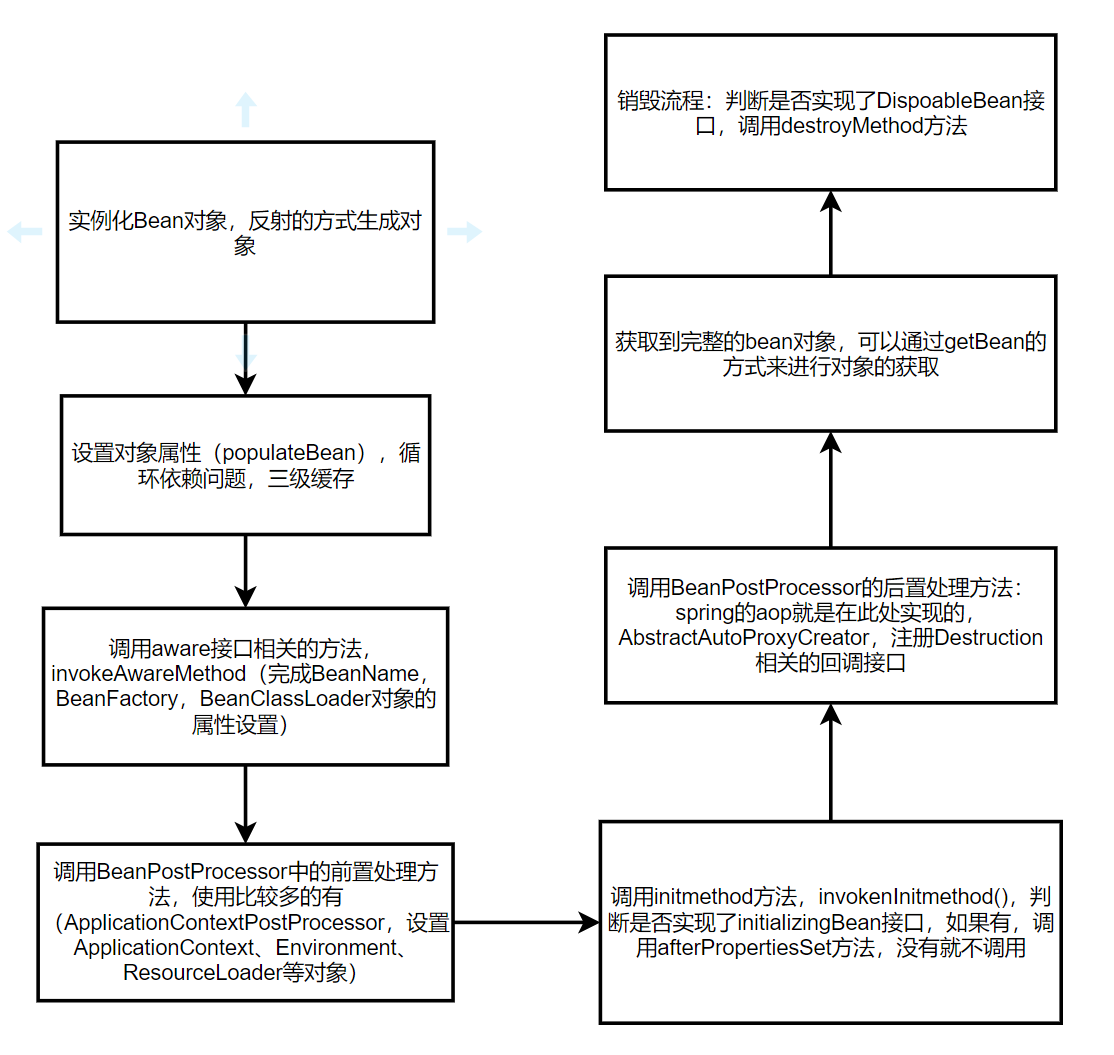 实例化Bean对象，反射的方式生成对
象
设置对象属性（populateBean），循
环依赖问题，三级缓存
调用aware接口相关的方法，
invokeAwareMethod（完成BeanName，
BeanFactory，BeanClassLoader对象的
属性设置）
调用BeanPostProcessor中的前置处理方
法，使用比较多的有
（ApplicationContextPostProcessor，设置
ApplicationContext、Environment、
ResourceLoader等对象）
调用initmethod方法，invokenInitmethod()，判
断是否实现了initializingBean接口，如果有，调
用afterPropertiesSet方法，没有就不调用
调用BeanPostProcessor的后置处理方法：
spring的aop就是在此处实现的，
AbstractAutoProxyCreator，注册Destruction
相关的回调接口
获取到完整的bean对象，可以通过getBean的
方式来进行对象的获取
销毁流程：判断是否实现了DispoableBean接
口，调用destroyMethod方法